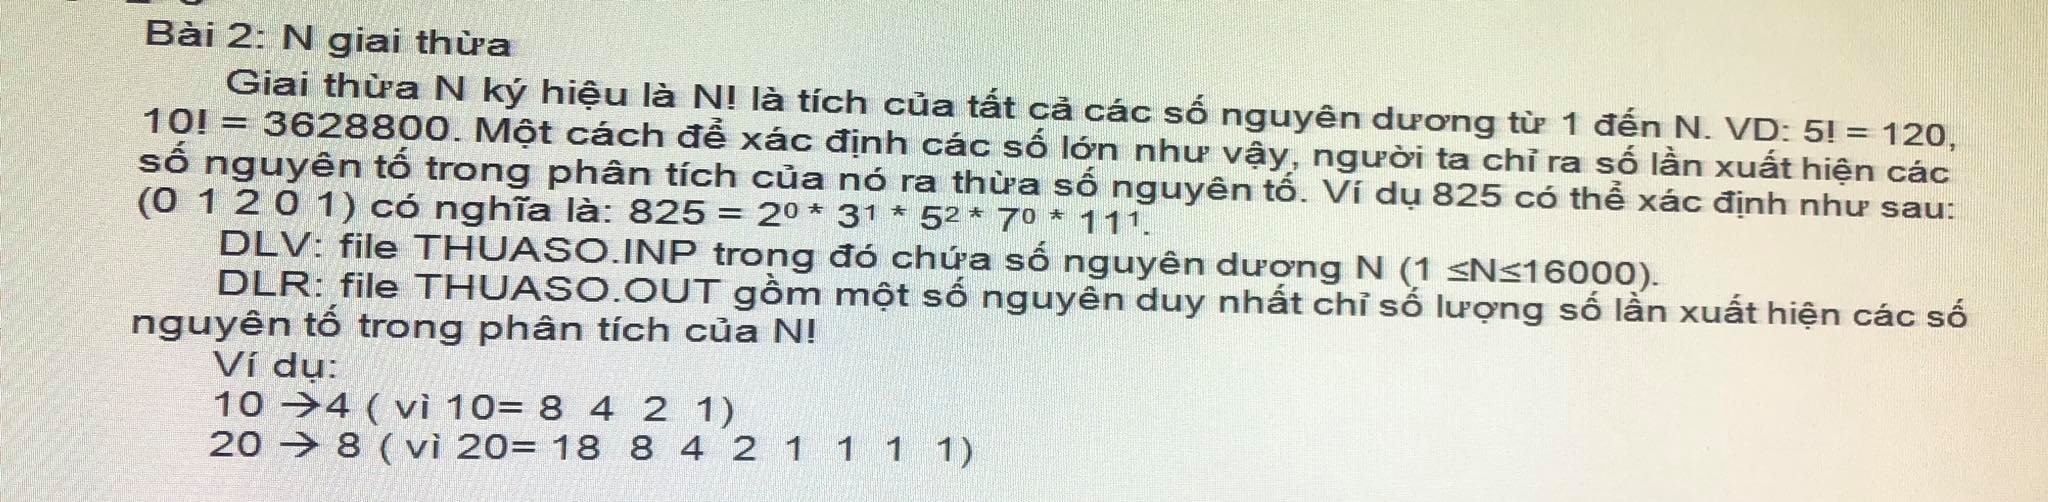 Bài 2: N giai thừa
Giai thừa N ký hiệu là N! là tích của tất cả các số nguyên dương từ 1 đến N. VD: 5! = 120,
10! = 3628800. Một cách để xác định các số lớn như vậy, người ta chỉ ra số lần xuất hiện các
số nguyên tố trong phân tích của nó ra thừa số nguyên tố. Ví dụ 825 có thể xác định như sau:
(0 1 2 0 1) có nghĩa là: 825 = 2⁰ * 3¹ * 5² * 7⁰ * 11¹.
DLV: file THUASO.INP trong đó chứa số nguyên dương N (1 ≤N≤16000).
DLR: file THUASO.OUT gồm một số nguyên duy nhất chỉ số lượng số lần xuất hiện các số
nguyên tố trong phân tích của N!
Ví dụ:
10 →4 ( vì 10= 8 4 2 1)
20 → 8 ( vì 20= 18 8 4 2 1 1 1 1)